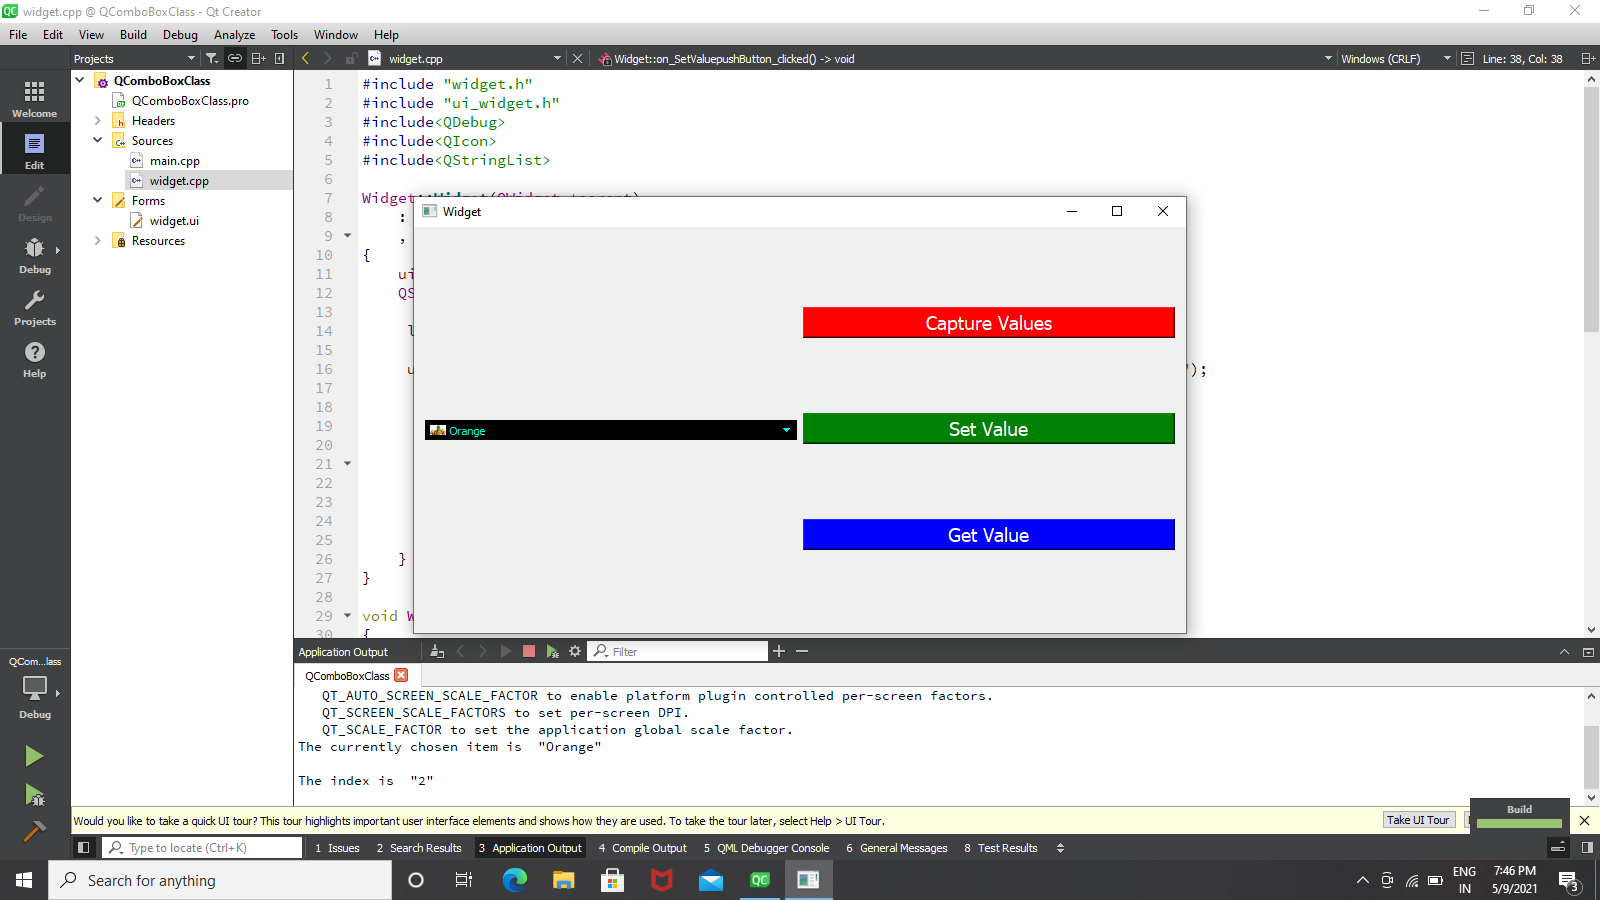 widget.cpp @ QComboBoxClass - Qt Creator
File Edit View Build Debug Analyze Tools Window Help
Projects widget.cpp Widget::on_SetValuepushButton_clicked() -> void Windows (CRLF) Line: 38, Col: 38
Welcome
Edit
Design
Debug
Projects
Help
QComboBoxClass
QComboBoxClass.pro
Headers
Sources
main.cpp
widget.cpp
Forms
widget.ui
Resources
1 #include "widget.h"
2 #include "ui_widget.h"
3 #include<QDebug>
4 #include<QIcon>
5 #include<QStringList>
6
7 Widget::Widget(QWidget *parent)
8 :
9 ,
10 {
11 ui
12 QS
13
14 l
15
16 u ");
17
18
19
20
21
22
23
24
25
26 }
27 }
28
29 void W
30 {
Widget
Capture Values
Orange
Set Value
Get Value
QCom...lass
Debug
Application Output Filter
QComboBoxClass
QT_AUTO_SCREEN_SCALE_FACTOR to enable platform plugin controlled per-screen factors.
QT_SCREEN_SCALE_FACTORS to set per-screen DPI.
QT_SCALE_FACTOR to set the application global scale factor.
The currently chosen item is "Orange"
The index is "2"
Would you like to take a quick UI tour? This tour highlights important user interface elements and shows how they are used. To take the tour later, select Help > UI Tour. Take UI Tour
Build
Type to locate (Ctrl+K) 1 Issues 2 Search Results 3 Application Output 4 Compile Output 5 QML Debugger Console 6 General Messages 8 Test Results
Search for anything
QC
ENG
IN
7:46 PM
5/9/2021
3